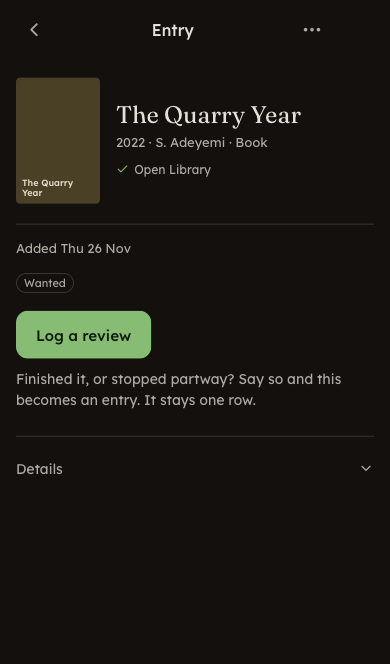 Entry
The Quarry Year
2022 · S. Adeyemi · Book
Open Library
The Quarry
Year
Added Thu 26 Nov
Wanted
Log a review
Finished it, or stopped partway? Say so and this
becomes an entry. It stays one row.
Details